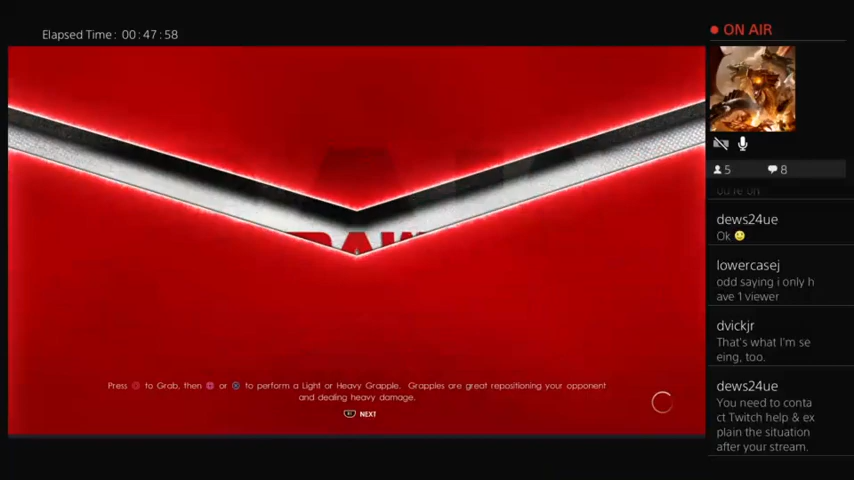 Elapsed Time: 00:47:58
ON AIR
5 8
dews24ue
Ok
lowercasej
odd saying i only h
ave 1 viewer
dvickjr
That's what I'm se
eing, too.
dews24ue
You need to conta
ct Twitch help & ex
plain the situation
after your stream.
RAW
Press to Grab, then or to perform a Light or Heavy Grapple. Grapples are great repositioning your opponent
and dealing heavy damage.
NEXT